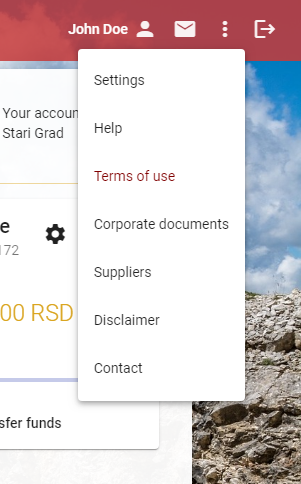 John Doe
Settings
Help
Terms of use
Corporate documents
Suppliers
Disclaimer
Contact
Your accoun
Stari Grad
e
172
00 RSD
sfer funds